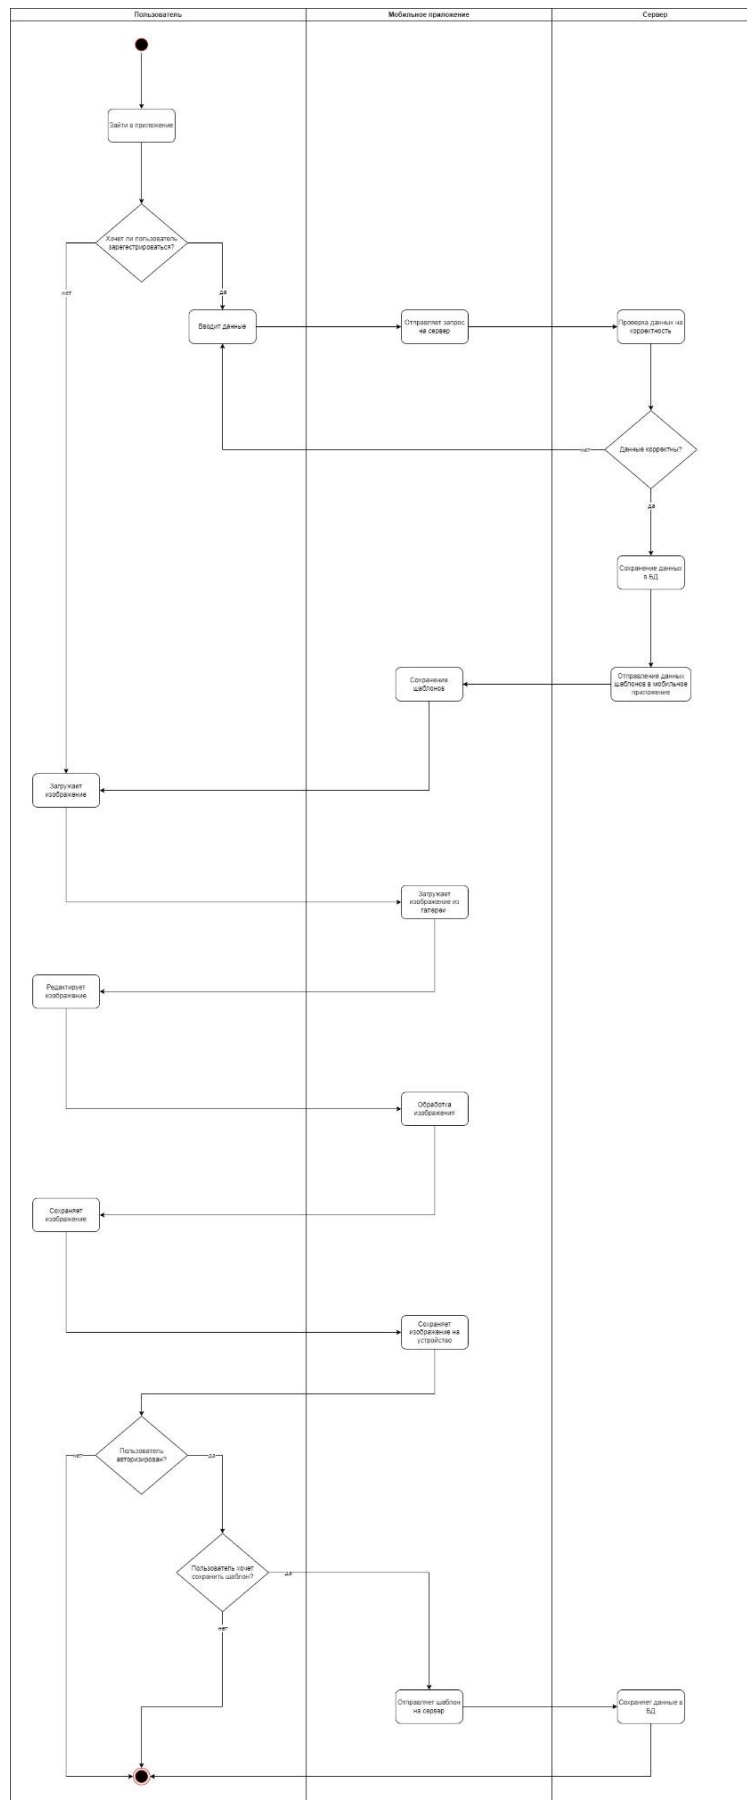 Пользователь
Мобильное приложение
Сервер
Зайти в приложение
Хочет ли пользователь
зарегестрироваться?
нет
да
Вводит данные
Отправляет запрос
на сервер
Проверка данных на
корректность
Данные корректны?
нет
да
Сохранение данных
в БД
Отправление данных
шаблонов в мобильное
приложение
Сохранение
шаблонов
Загружает
изображение
Загружает
изображение из
галереи
Редактирует
изображение
Обработка
изображения
Сохраняет
изображение
Сохраняет
изображение на
устройство
Пользователь
авторизирован?
нет
да
Пользователь хочет
сохранить шаблон?
да
нет
Отправляет шаблон
на сервер
Сохраняет данные в
БД